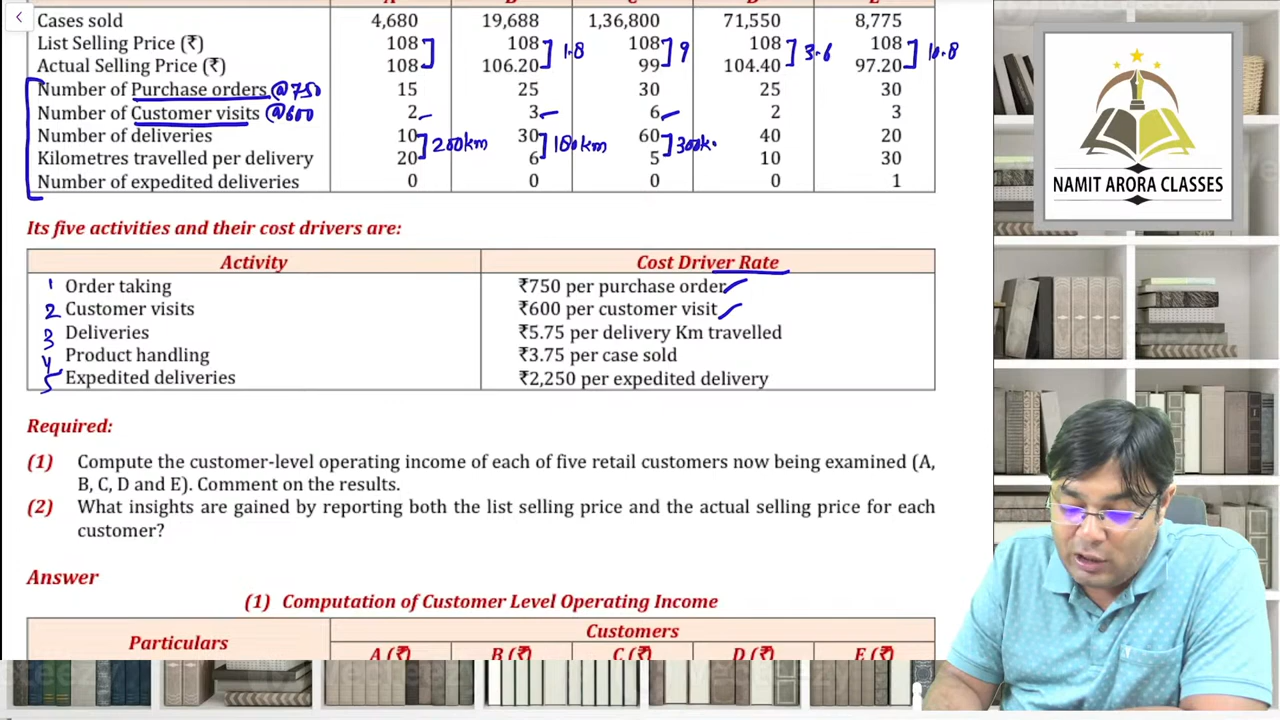 Cases sold 4,680 19,688 1,36,800 71,550 8,775
List Selling Price (₹) 108 108 108 108 108
1.8 9 3.6 10.8
Actual Selling Price (₹) 108 106.20 99 104.40 97.20
Number of Purchase orders @750 15 25 30 25 30
Number of Customer visits @600 2 3 6 2 3
Number of deliveries 10 30 60 40 20
200km 180km 300k
Kilometres travelled per delivery 20 6 5 10 30
Number of expedited deliveries 0 0 0 0 1
NAMIT ARORA CLASSES
Its five activities and their cost drivers are:
Activity Cost Driver Rate
1 Order taking ₹750 per purchase order
2 Customer visits ₹600 per customer visit
3 Deliveries ₹5.75 per delivery Km travelled
4 Product handling ₹3.75 per case sold
5 Expedited deliveries ₹2,250 per expedited delivery
Required:
(1) Compute the customer-level operating income of each of five retail customers now being examined (A,
B, C, D and E). Comment on the results.
(2) What insights are gained by reporting both the list selling price and the actual selling price for each
customer?
Answer
(1) Computation of Customer Level Operating Income
Particulars Customers
A (₹) B (₹) C (₹) D (₹) E (₹)